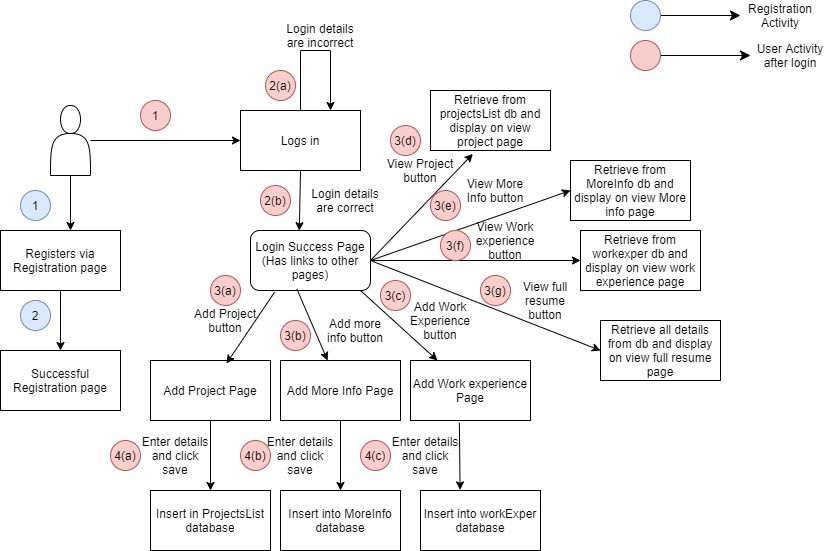 Registration
Activity
User Activity
after login
Login details
are incorrect
2(a)
1
Logs in
Retrieve from
projectsList db and
display on view
project page
3(d)
View Project
button
2(b)
Login details
are correct
View More
Info button
3(e)
Retrieve from
MoreInfo db and
display on view More
info page
1
Registers via
Registration page
Login Success Page
(Has links to other
pages)
View Work
experience
button
3(f)
Retrieve from
workexper db and
display on view work
experience page
2
3(a)
Add Project
button
3(b)
Add more
info button
3(c)
Add Work
Experience
button
3(g)
View full
resume
button
Retrieve all details
from db and display
on view full resume
page
Successful
Registration page
Add Project Page
Add More Info Page
Add Work experience
Page
4(a)
Enter details
and click
save
4(b)
Enter details
and click
save
4(c)
Enter details
and click
save
Insert in ProjectsList
database
Insert into MoreInfo
database
Insert into workExper
database